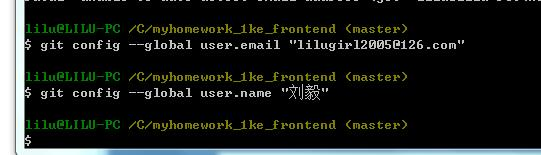 lilu@LILU-PC /C/myhomework_1ke_frontend (master)
$ git config --global user.email "lilugirl2005@126.com"
lilu@LILU-PC /C/myhomework_1ke_frontend (master)
$ git config --global user.name "刘毅"
lilu@LILU-PC /C/myhomework_1ke_frontend (master)
$